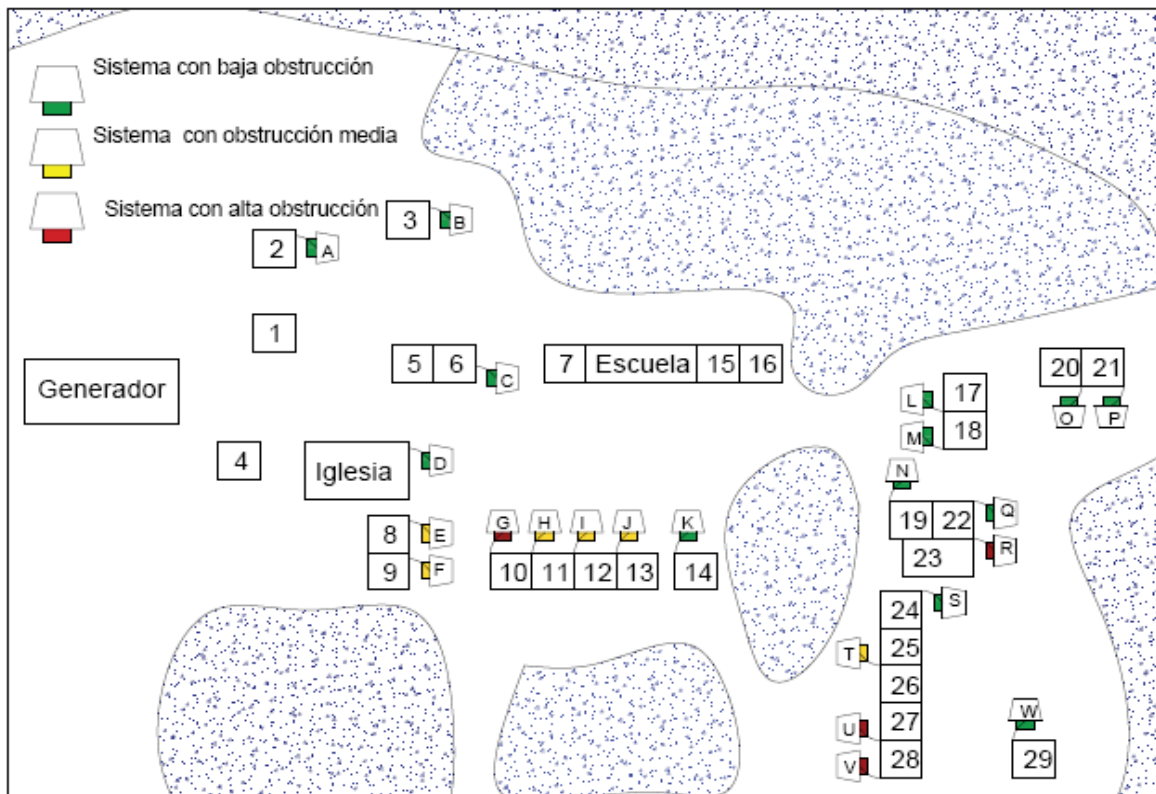 Sistema con baja obstrucción
Sistema con obstrucción media
Sistema con alta obstrucción
3 B
2 A
1
5 6 C
7 Escuela 15 16
20 21
Generador
L 17
O P
M 18
4
Iglesia D
N
8 E
G H I J K
19 22 Q
9 F
10 11 12 13 14
23 R
24 S
T 25
26
U 27
W
V 28
29